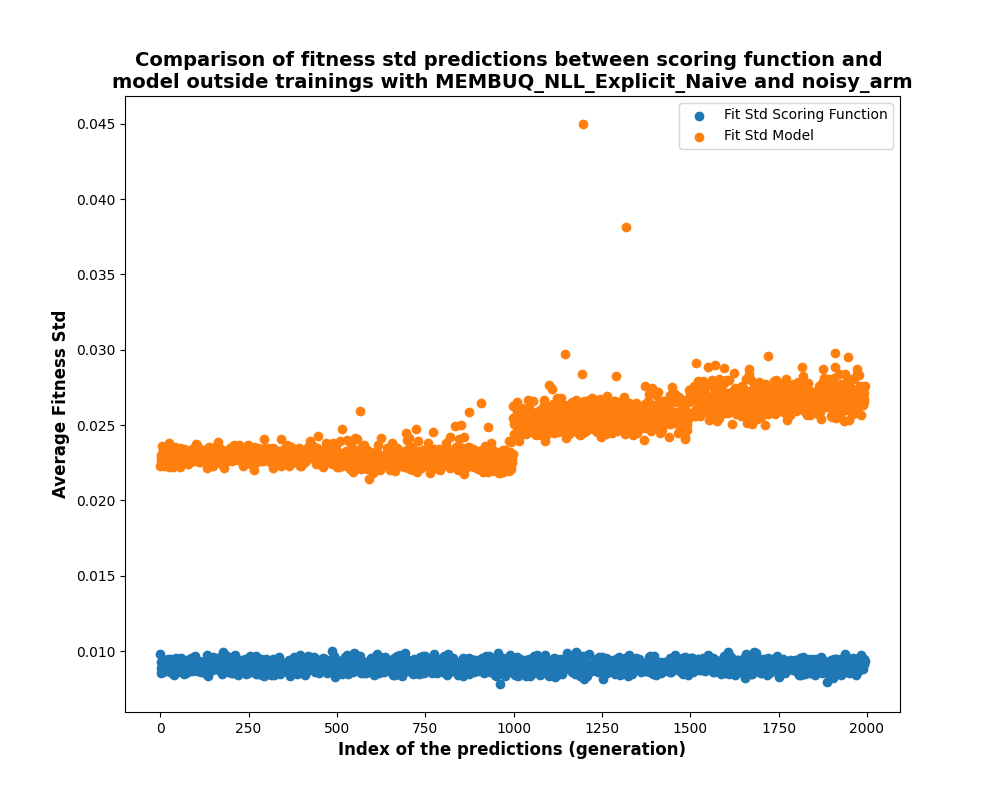 Comparison of fitness std predictions between scoring function and
model outside trainings with MEMBUQ_NLL_Explicit_Naive and noisy_arm
Fit Std Scoring Function
Fit Std Model
0.045
0.040
0.035
0.030
0.025
0.020
0.015
0.010
Average Fitness Std
0 250 500 750 1000 1250 1500 1750 2000
Index of the predictions (generation)